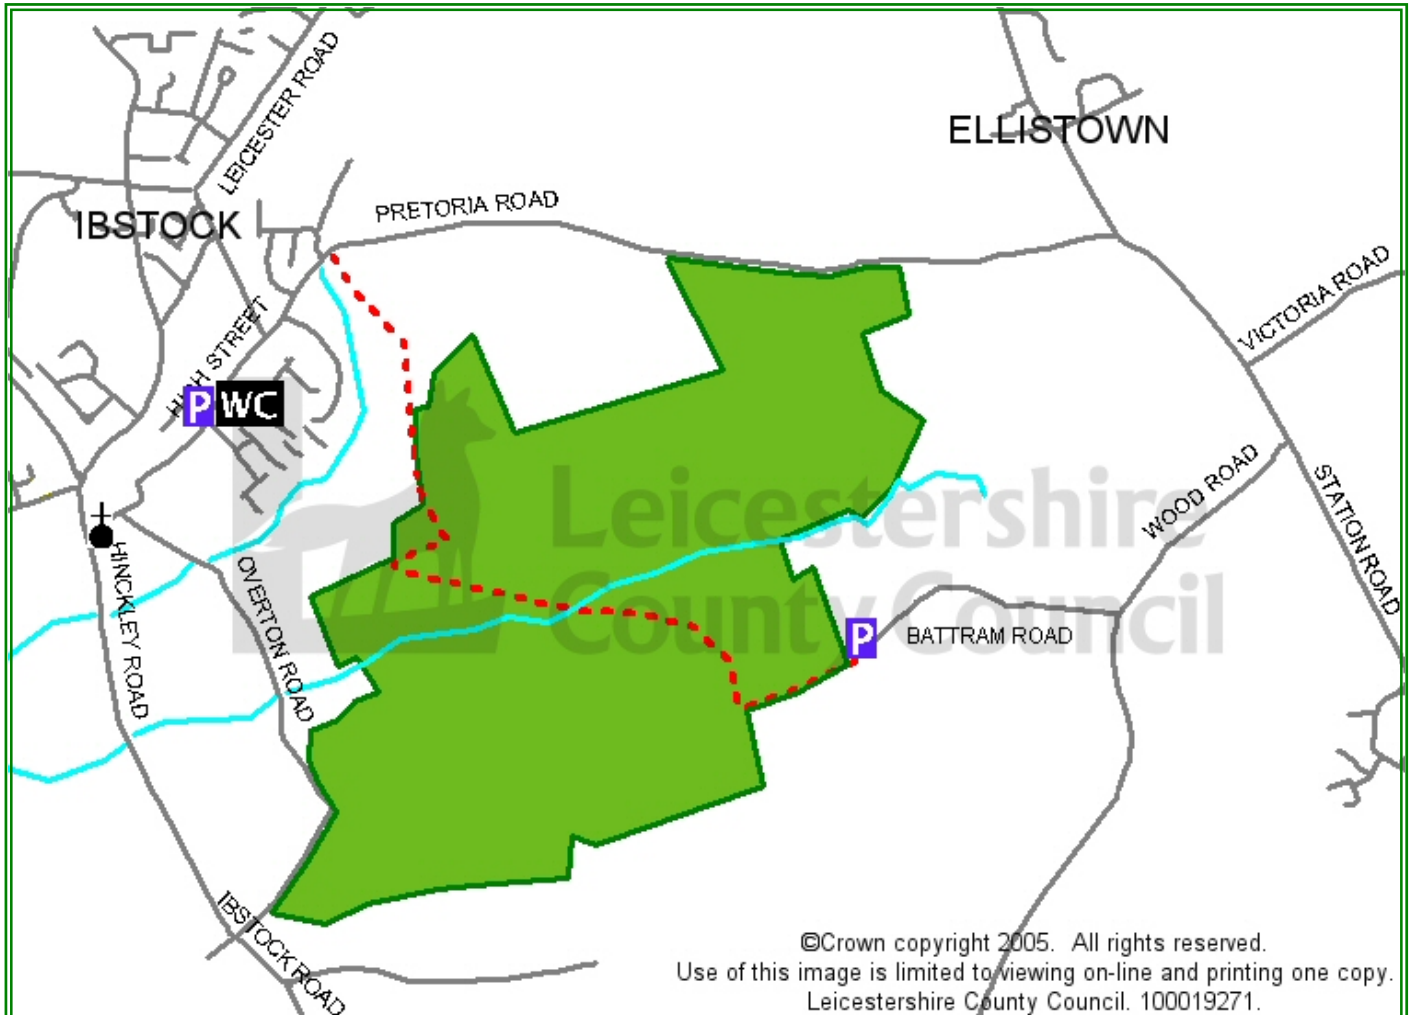 LEICESTER ROAD
ELLISTOWN
IBSTOCK
PRETORIA ROAD
VICTORIA ROAD
HIGH STREET
P WC
Leicestershire
County Council
WOOD ROAD
STATION ROAD
HINCKLEY ROAD
OVERTON ROAD
P
BATTRAM ROAD
IBSTOCK ROAD
©Crown copyright 2005. All rights reserved.
Use of this image is limited to viewing on-line and printing one copy.
Leicestershire County Council. 100019271.